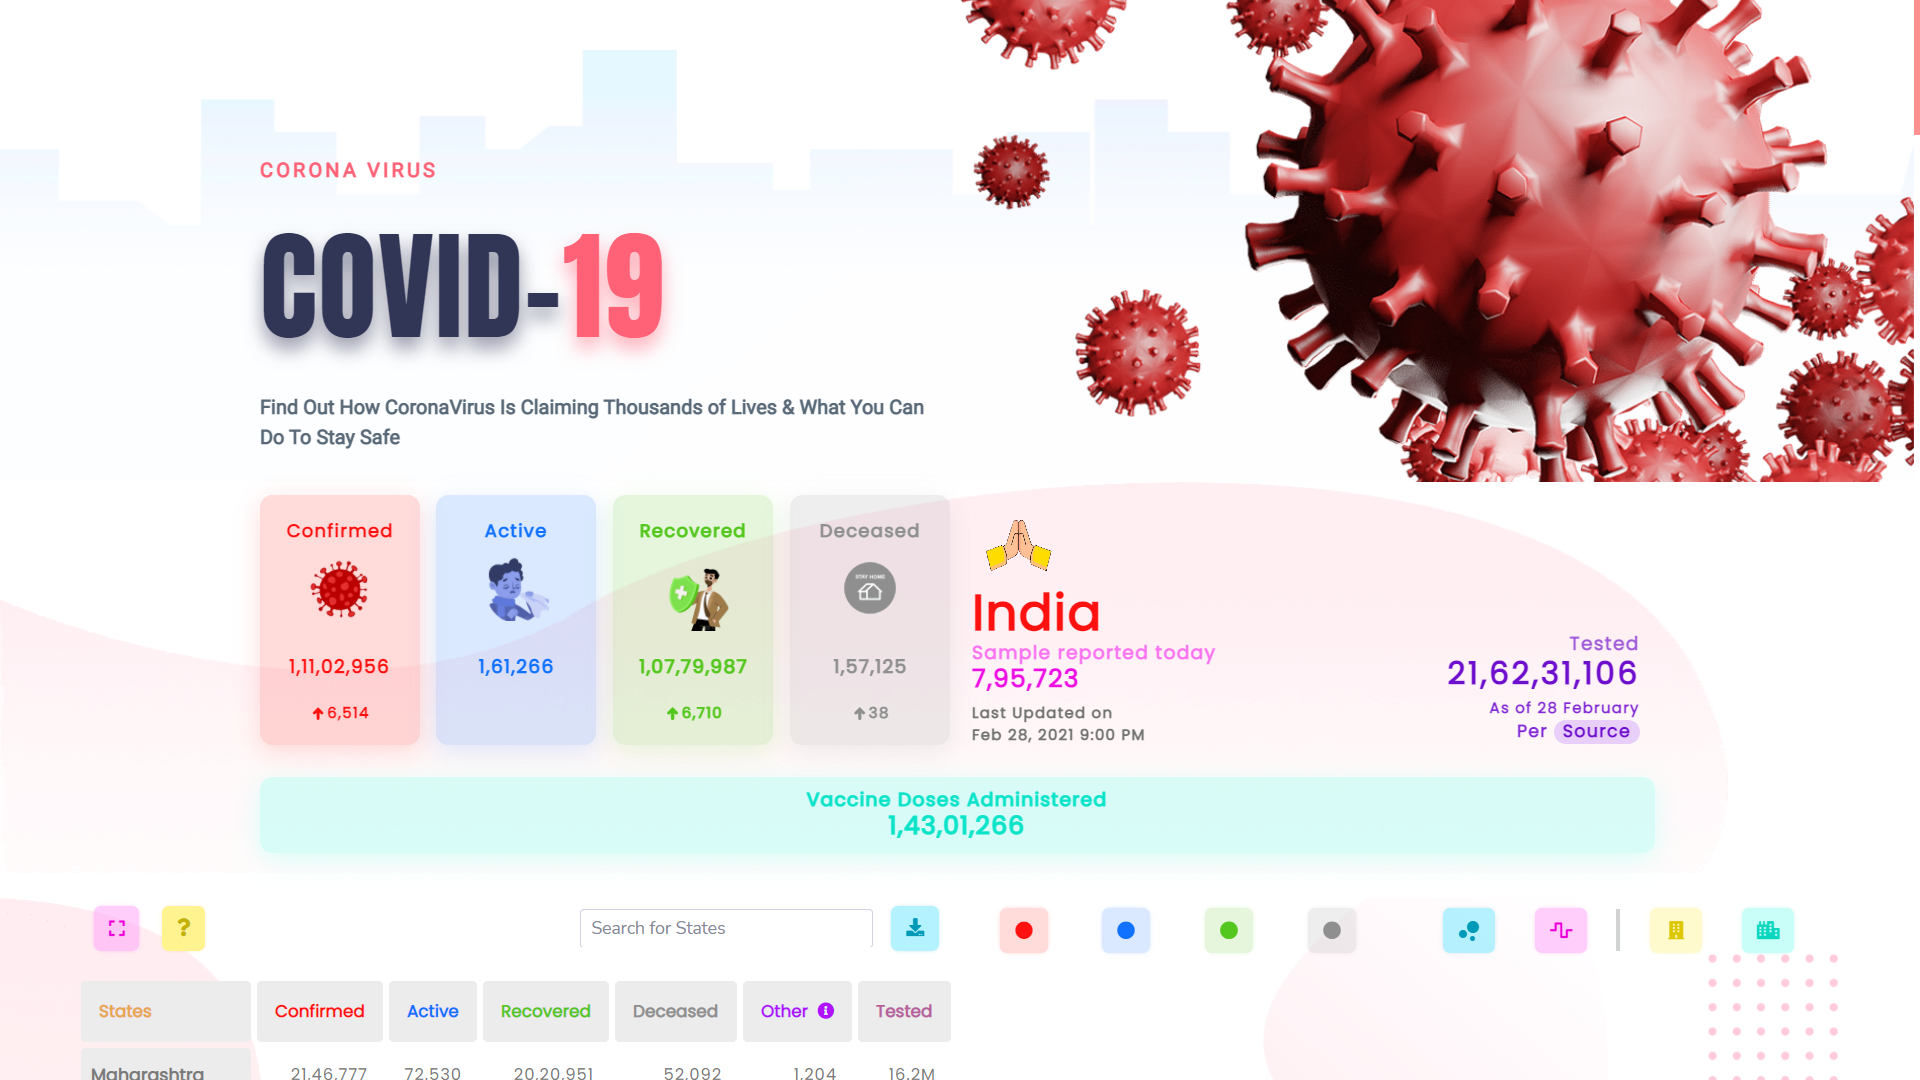 CORONA VIRUS
COVID-19
Find Out How CoronaVirus Is Claiming Thousands of Lives & What You Can
Do To Stay Safe
Confirmed
1,11,02,956
6,514
Active
1,61,266
Recovered
1,07,79,987
6,710
Deceased
STAY HOME
1,57,125
38
India
Sample reported today
7,95,723
Last Updated on
Feb 28, 2021 9:00 PM
Tested
21,62,31,106
As of 28 February
Per Source
Vaccine Doses Administered
1,43,01,266
?
Search for States
States Confirmed Active Recovered Deceased Other Tested
Maharashtra 21,46,777 72,530 20,20,951 52,092 1,204 16.2M